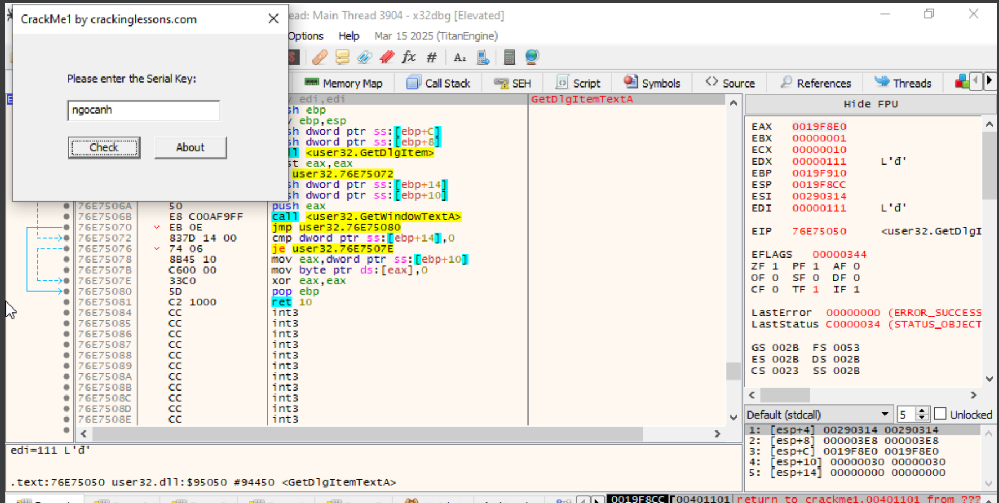 CrackMe1 by crackinglessons.com
ead: Main Thread 3904 - x32dbg [Elevated]
Options Help Mar 15 2025 (TitanEngine)
Memory Map Call Stack SEH Script Symbols Source References Threads
Please enter the Serial Key:
ngocanh
Check About
edi,edi GetDlgItemTextA
sh ebp
ebp,esp
sh dword ptr ss:[ebp+C]
sh dword ptr ss:[ebp+8]
<user32.GetDlgItem>
st eax,eax
user32.76E75072
sh dword ptr ss:[ebp+14]
sh dword ptr ss:[ebp+10]
76E7506A 50 push eax
76E7506B E8 C00AF9FF call <user32.GetWindowTextA>
76E75070 EB 0E jmp user32.76E75080
76E75072 837D 14 00 cmp dword ptr ss:[ebp+14],0
76E75076 74 06 je user32.76E7507E
76E75078 8B45 10 mov eax,dword ptr ss:[ebp+10]
76E7507B C600 00 mov byte ptr ds:[eax],0
76E7507E 33C0 xor eax,eax
76E75080 5D pop ebp
76E75081 C2 1000 ret 10
76E75084 CC int3
76E75085 CC int3
76E75086 CC int3
76E75087 CC int3
76E75088 CC int3
76E75089 CC int3
76E7508A CC int3
76E7508B CC int3
76E7508C CC int3
76E7508D CC int3
76E7508E CC int3
Hide FPU
EAX 0019F8E0
EBX 00000001
ECX 00000010
EDX 00000111 L'đ'
EBP 0019F910
ESP 0019F8CC
ESI 00290314
EDI 00000111 L'đ'
EIP 76E75050 <user32.GetDlgI
EFLAGS 00000344
ZF 1 PF 1 AF 0
OF 0 SF 0 DF 0
CF 0 TF 1 IF 1
LastError 00000000 (ERROR_SUCCESS
LastStatus C0000034 (STATUS_OBJECT
GS 002B FS 0053
ES 002B DS 002B
CS 0023 SS 002B
Default (stdcall) 5 Unlocked
1: [esp+4] 00290314 00290314
2: [esp+8] 000003E8 000003E8
3: [esp+C] 0019F8E0 0019F8E0
4: [esp+10] 00000030 00000030
5: [esp+14] 00000000 00000000
edi=111 L'đ'
.text:76E75050 user32.dll:$95050 #94450 <GetDlgItemTextA>
0019F8CC 00401101 return to crackme1.00401101 from ???